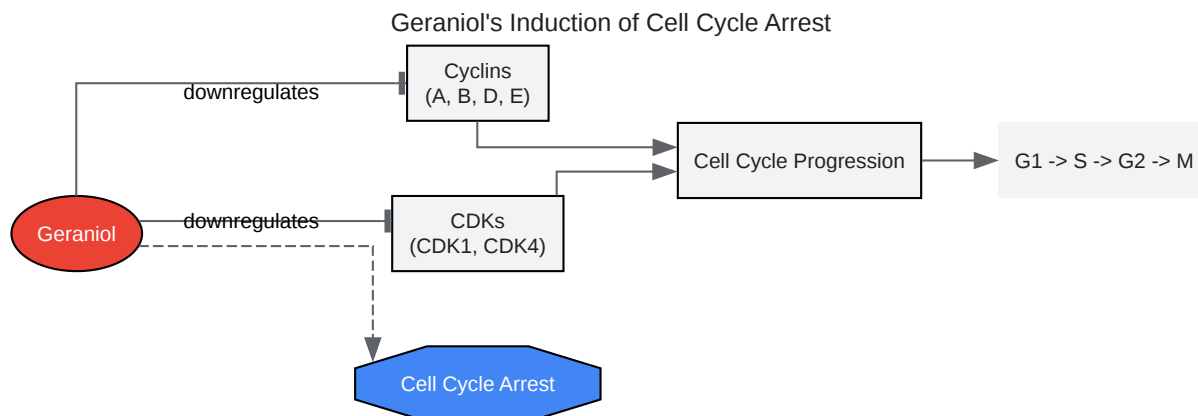 Geraniol's Induction of Cell Cycle Arrest
Cyclins
(A, B, D, E)
downregulates
Cell Cycle Progression
G1 -> S -> G2 -> M
downregulates
Geraniol
CDKs
(CDK1, CDK4)
Cell Cycle Arrest